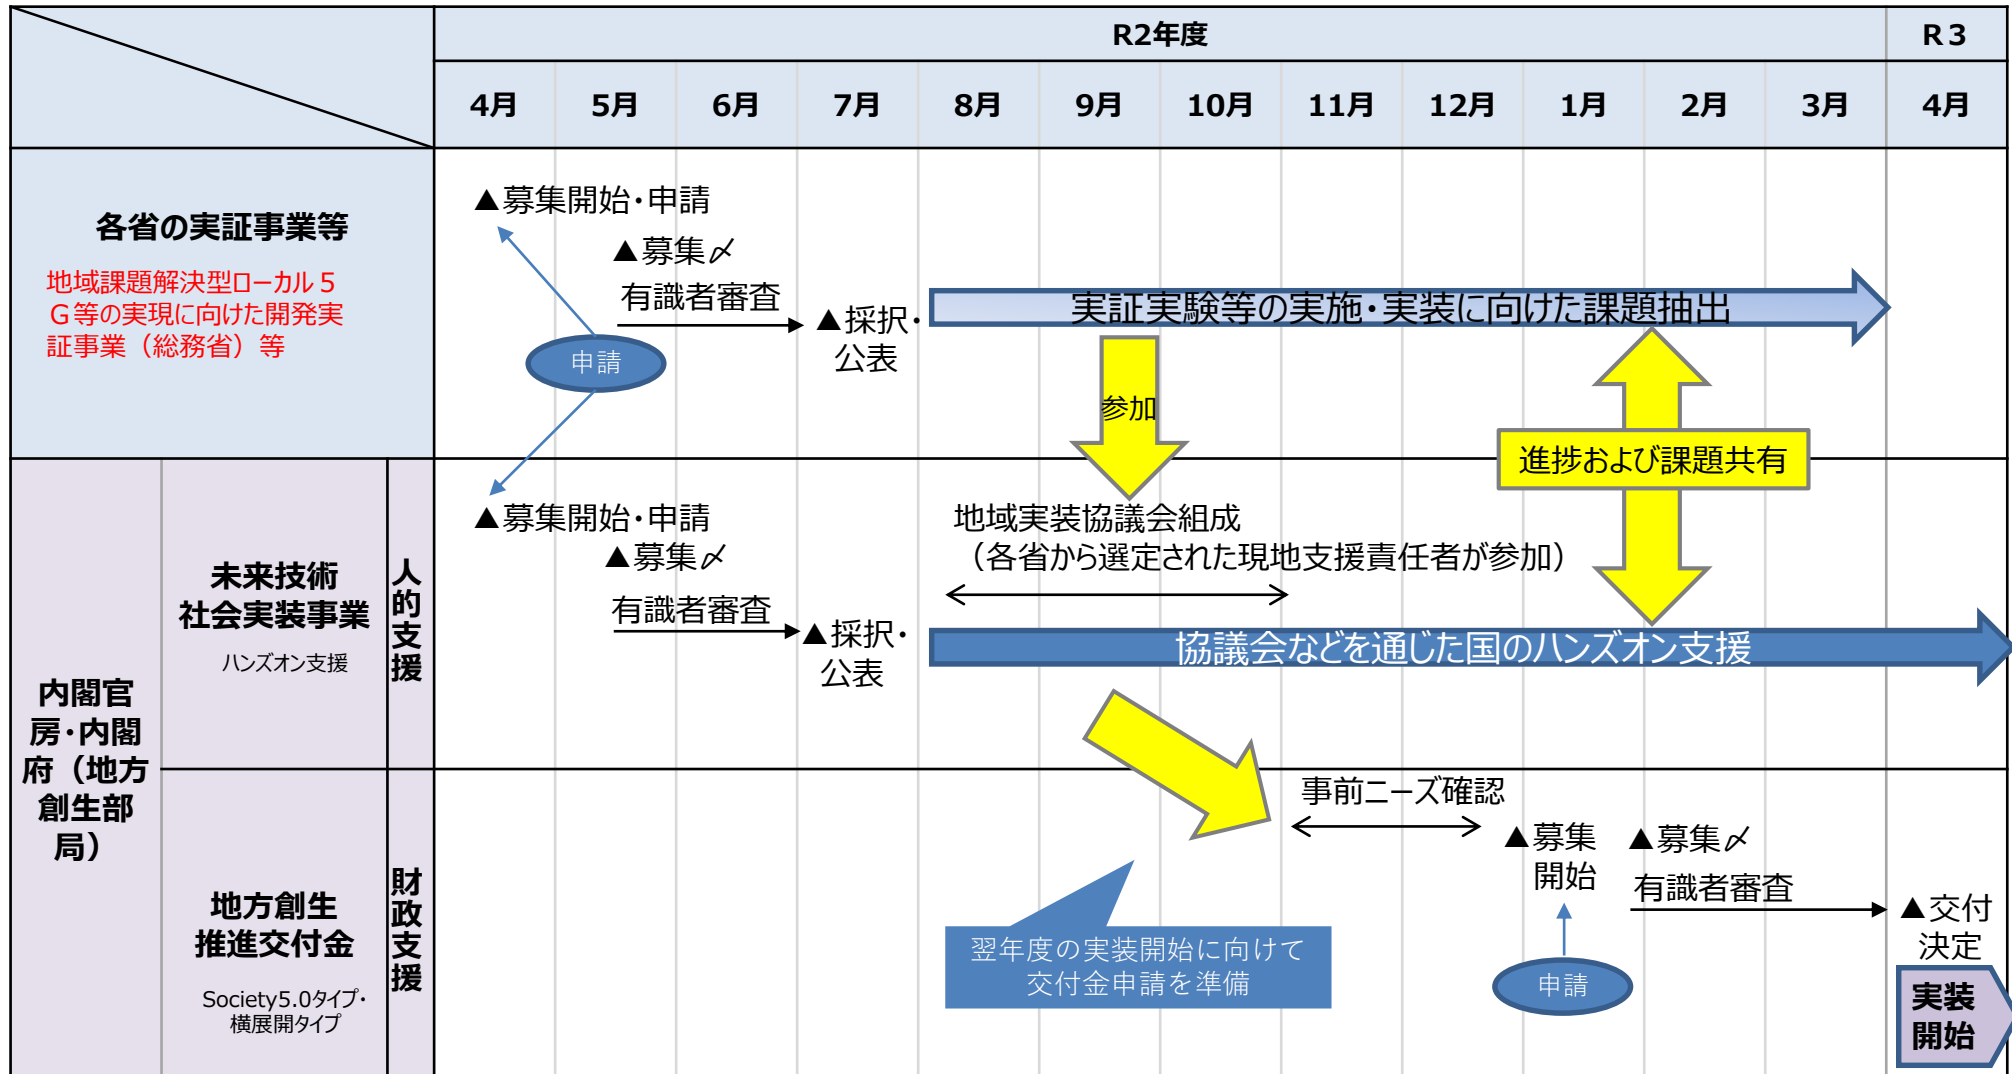 R2年度
R３
4月
5月
6月
7月
8月
9月
10月
11月
12月
1月
2月
3月
4月
各省の実証事業等
地域課題解決型ローカル５
Ｇ等の実現に向けた開発実
証事業（総務省）等
▲募集開始・申請
▲募集〆
有識者審査
▲採択・
公表
申請
実証実験等の実施・実装に向けた課題抽出
参加
進捗および課題共有
内閣官
房・内閣
府（地方
創生部
局）
未来技術
社会実装事業
ハンズオン支援
人
的
支
援
▲募集開始・申請
▲募集〆
有識者審査
▲採択・
公表
地域実装協議会組成
（各省から選定された現地支援責任者が参加）
協議会などを通じた国のハンズオン支援
地方創生
推進交付金
Society5.0タイプ・
横展開タイプ
財
政
支
援
翌年度の実装開始に向けて
交付金申請を準備
事前ニーズ確認
▲募集
開始
申請
▲募集〆
有識者審査
▲交付
決定
実装
開始